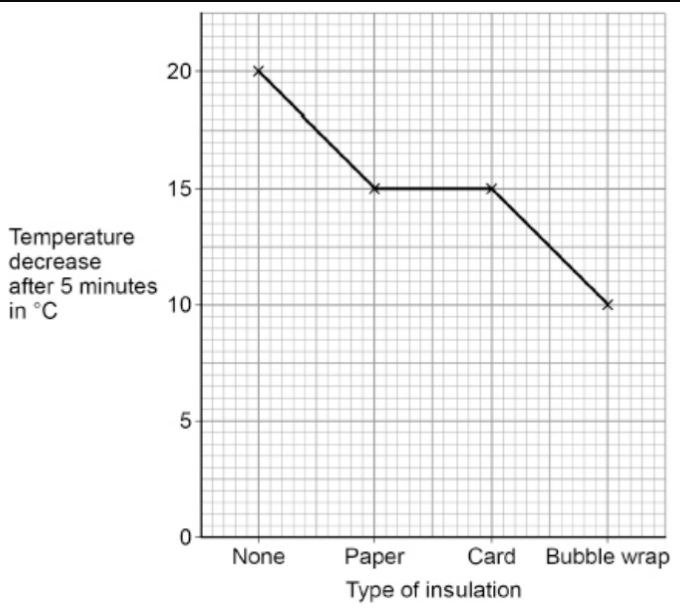 20
15
Temperature
decrease
after 5 minutes
in °C
10
5
0
None Paper Card Bubble wrap
Type of insulation